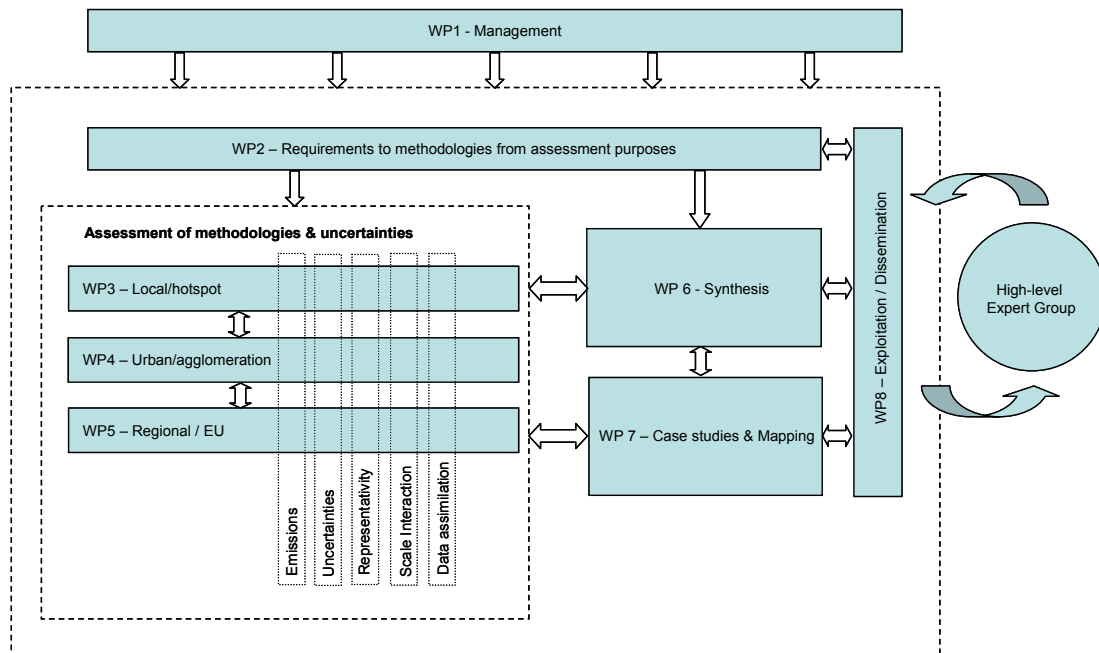 WP1 - Management
WP2 – Requirements to methodologies from assessment purposes
Assessment of methodologies & uncertainties
WP3 – Local/hotspot
WP4 – Urban/agglomeration
WP5 - Regional / EU
Emissions
Uncertainties
Representativity
Scale Interaction
Data assimilation
WP 6 - Synthesis
WP 7 – Case studies & Mapping
WP8 – Exploitation / Dissemination
High-level
Expert Group